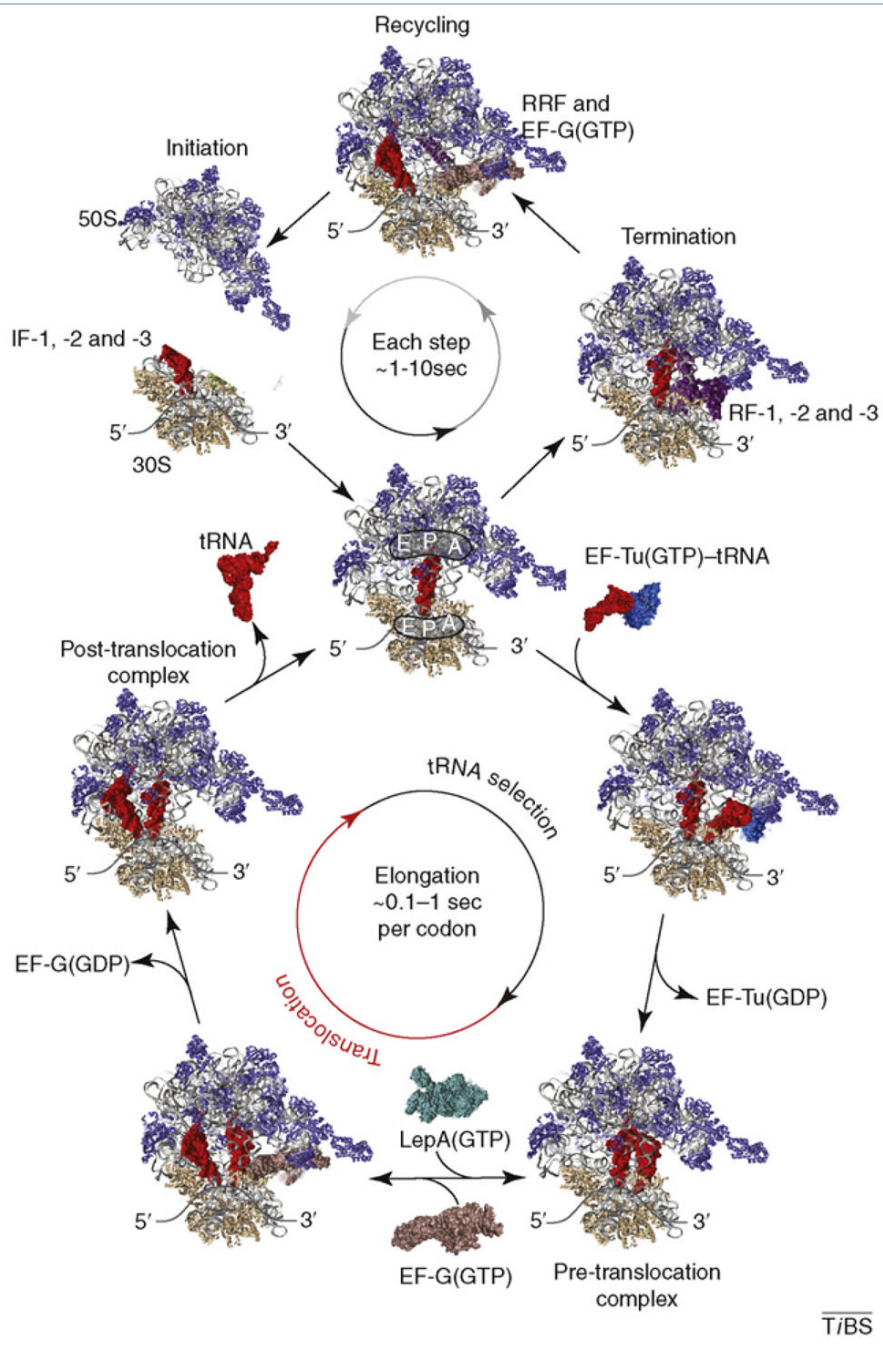 Recycling
RRF and
EF-G(GTP)
Initiation
50S
5′
3′
Termination
IF-1, -2 and -3
Each step
~1-10sec
RF-1, -2 and -3
5′
3′
5′
3′
30S
tRNA
E P A
EF-Tu(GTP)–tRNA
E P A
5′
3′
Post-translocation
complex
tRNA selection
5′
3′
Elongation
~0.1–1 sec
per codon
5′
3′
EF-G(GDP)
EF-Tu(GDP)
Translocation
LepA(GTP)
5′
3′
5′
3′
EF-G(GTP)
Pre-translocation
complex
TiBS